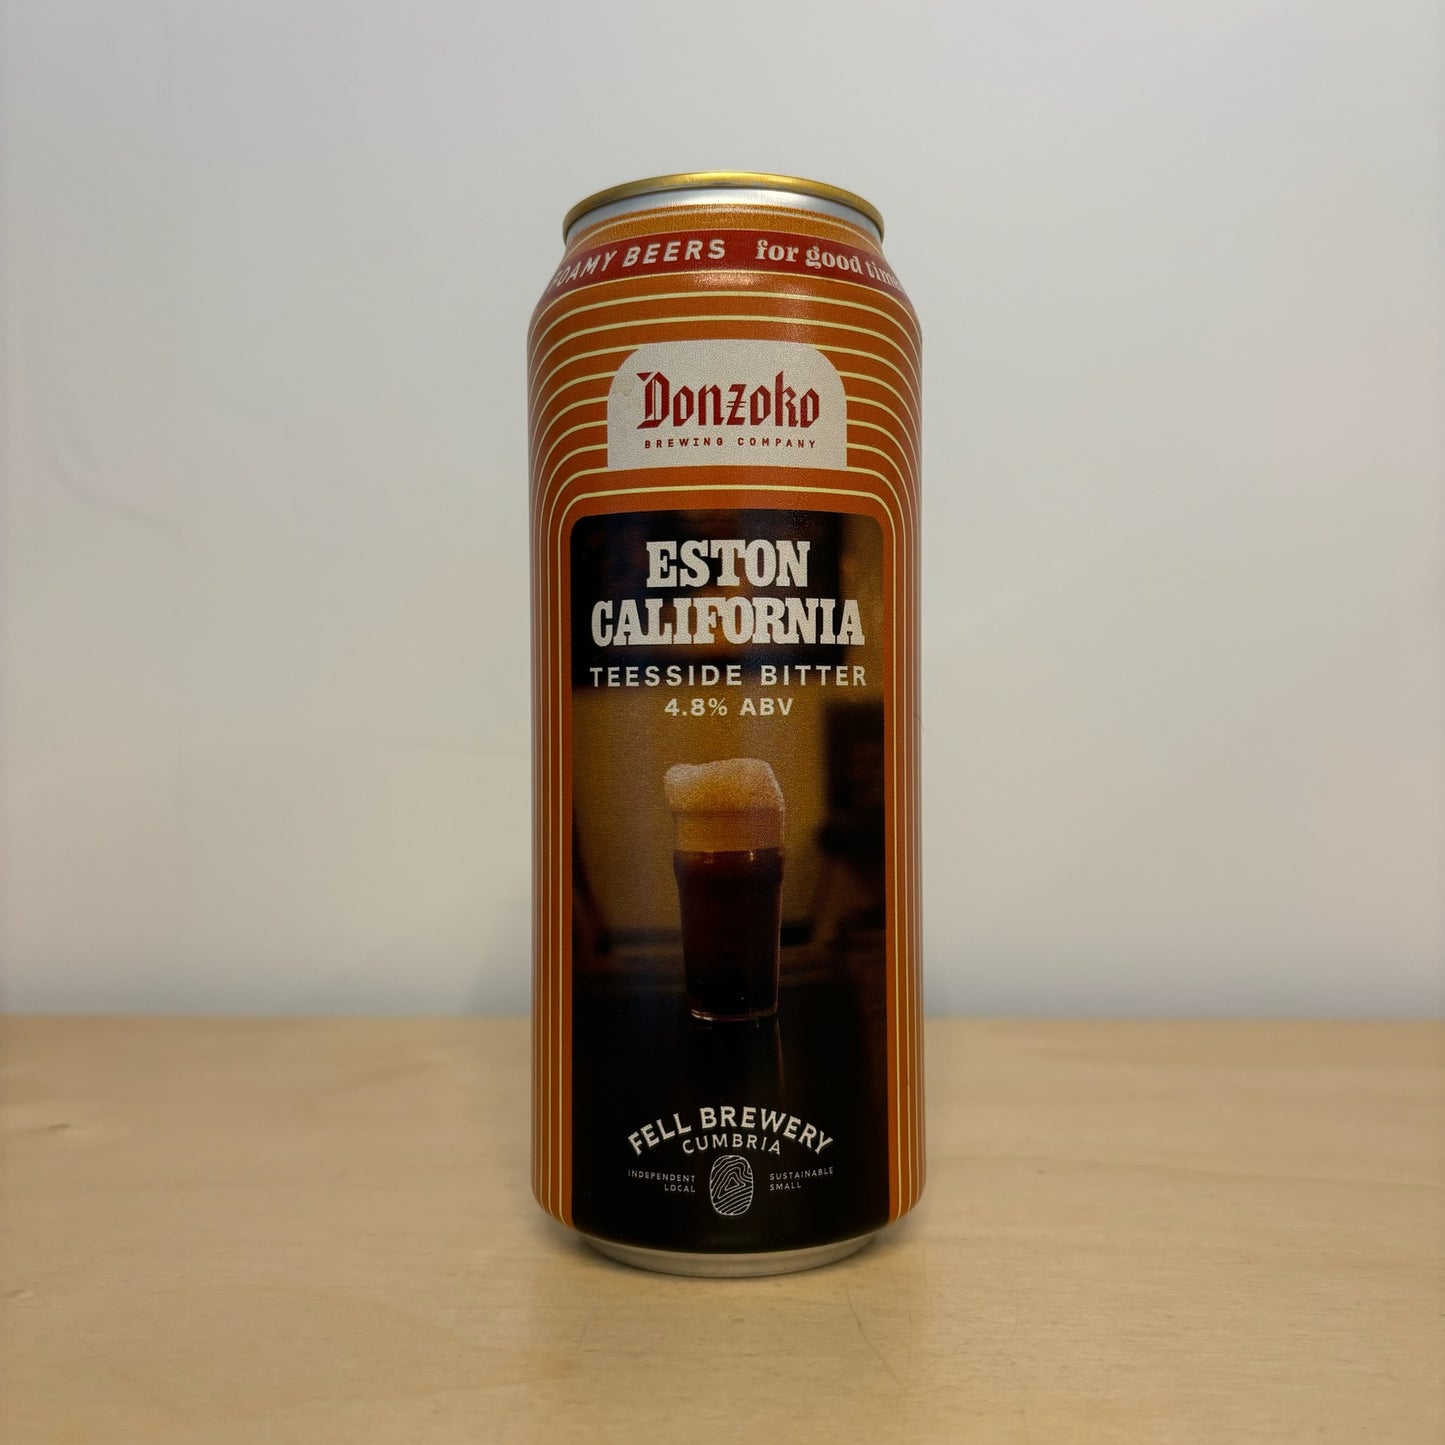 FOAMY BEERS for good times
Donzoko
BREWING COMPANY
ESTON
CALIFORNIA
TEESSIDE BITTER
4.8% ABV
FELL BREWERY
CUMBRIA
INDEPENDENT SUSTAINABLE
LOCAL SMALL